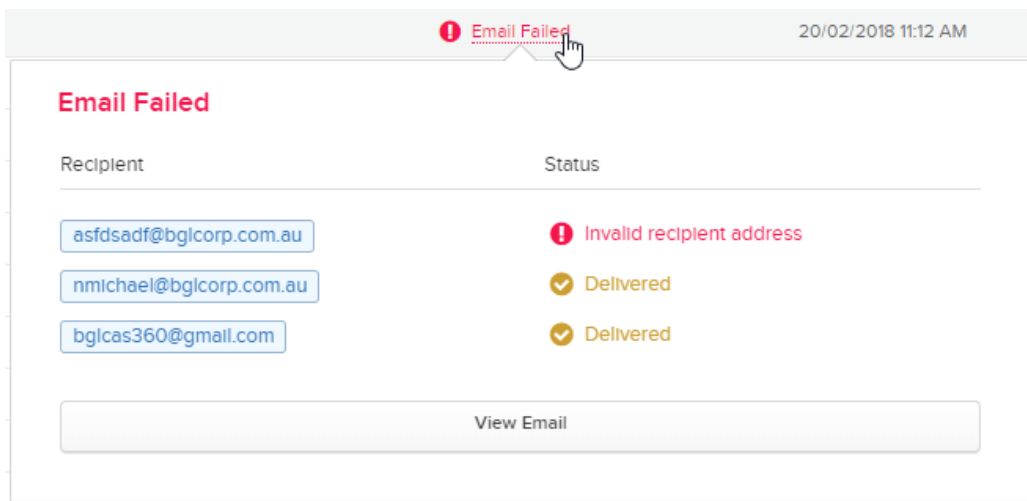 Email Failed 20/02/2018 11:12 AM
Email Failed
Recipient Status
asfdsadf@bglcorp.com.au Invalid recipient address
nmichael@bglcorp.com.au Delivered
bglcas360@gmail.com Delivered
View Email